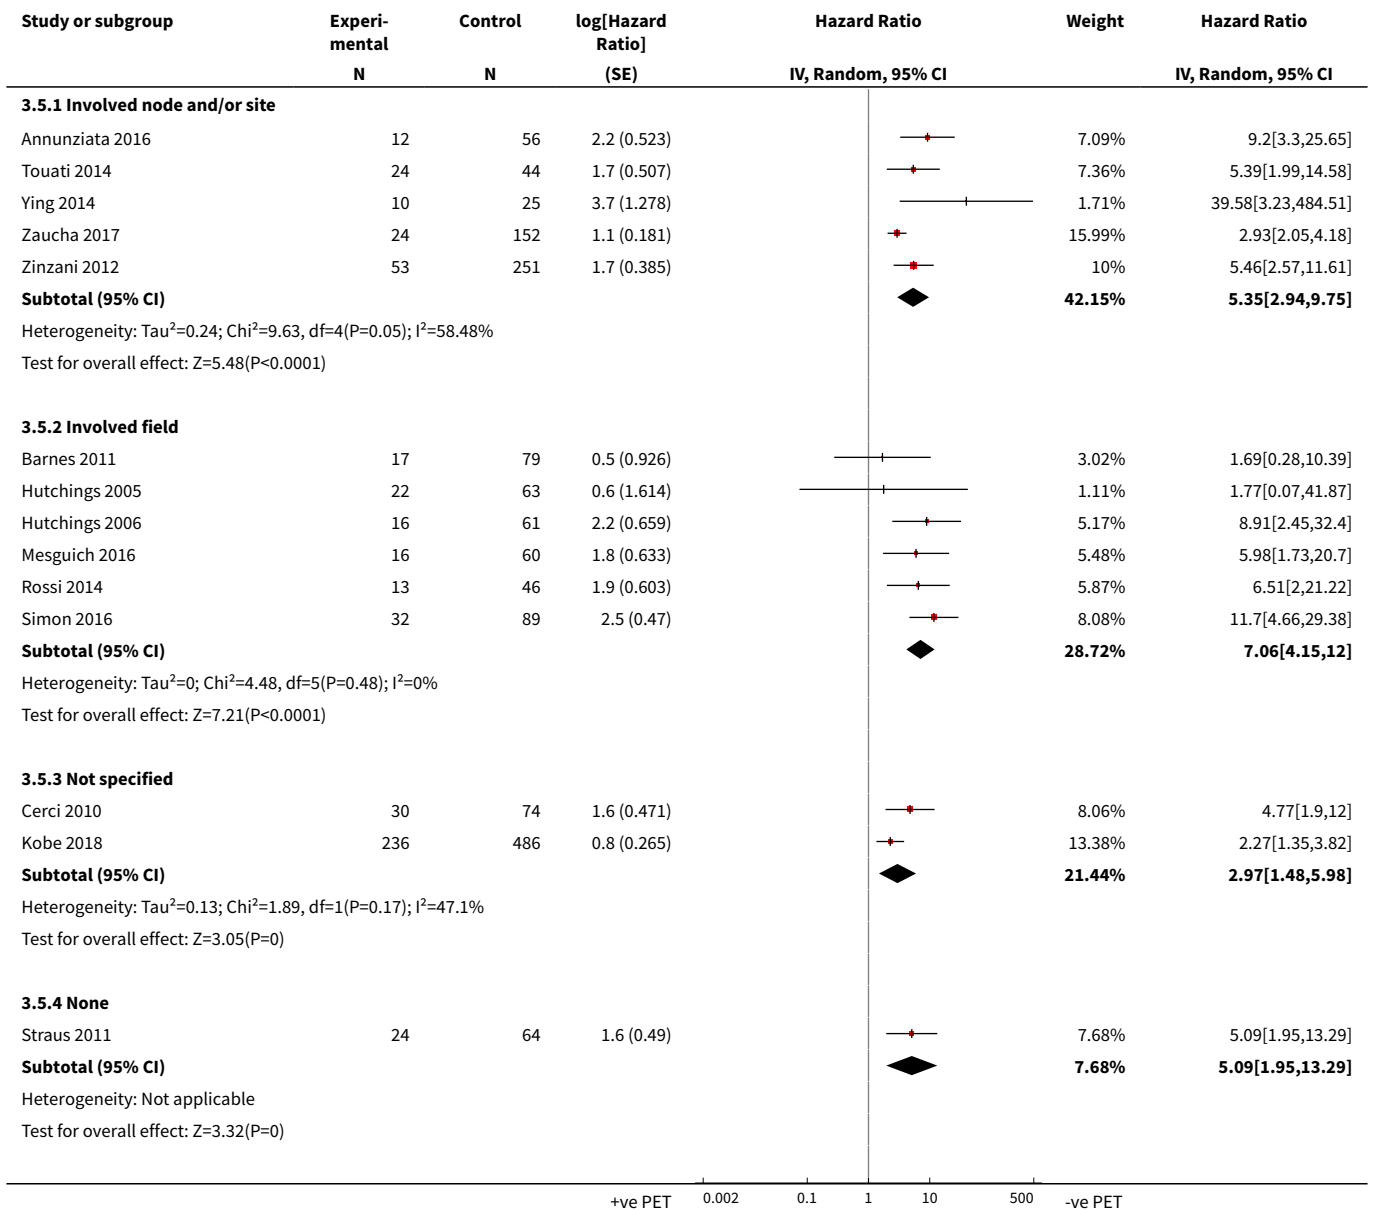 Study or subgroup Experi- Control log[Hazard Hazard Ratio Weight Hazard Ratio
mental Ratio]
N N (SE) IV, Random, 95% CI IV, Random, 95% CI
3.5.1 Involved node and/or site
Annunziata 2016 12 56 2.2 (0.523) 7.09% 9.2[3.3,25.65]
Touati 2014 24 44 1.7 (0.507) 7.36% 5.39[1.99,14.58]
Ying 2014 10 25 3.7 (1.278) 1.71% 39.58[3.23,484.51]
Zaucha 2017 24 152 1.1 (0.181) 15.99% 2.93[2.05,4.18]
Zinzani 2012 53 251 1.7 (0.385) 10% 5.46[2.57,11.61]
Subtotal (95% CI) 42.15% 5.35[2.94,9.75]
Heterogeneity: Tau²=0.24; Chi²=9.63, df=4(P=0.05); I²=58.48%
Test for overall effect: Z=5.48(P<0.0001)
3.5.2 Involved field
Barnes 2011 17 79 0.5 (0.926) 3.02% 1.69[0.28,10.39]
Hutchings 2005 22 63 0.6 (1.614) 1.11% 1.77[0.07,41.87]
Hutchings 2006 16 61 2.2 (0.659) 5.17% 8.91[2.45,32.4]
Mesguich 2016 16 60 1.8 (0.633) 5.48% 5.98[1.73,20.7]
Rossi 2014 13 46 1.9 (0.603) 5.87% 6.51[2,21.22]
Simon 2016 32 89 2.5 (0.47) 8.08% 11.7[4.66,29.38]
Subtotal (95% CI) 28.72% 7.06[4.15,12]
Heterogeneity: Tau²=0; Chi²=4.48, df=5(P=0.48); I²=0%
Test for overall effect: Z=7.21(P<0.0001)
3.5.3 Not specified
Cerci 2010 30 74 1.6 (0.471) 8.06% 4.77[1.9,12]
Kobe 2018 236 486 0.8 (0.265) 13.38% 2.27[1.35,3.82]
Subtotal (95% CI) 21.44% 2.97[1.48,5.98]
Heterogeneity: Tau²=0.13; Chi²=1.89, df=1(P=0.17); I²=47.1%
Test for overall effect: Z=3.05(P=0)
3.5.4 None
Straus 2011 24 64 1.6 (0.49) 7.68% 5.09[1.95,13.29]
Subtotal (95% CI) 7.68% 5.09[1.95,13.29]
Heterogeneity: Not applicable
Test for overall effect: Z=3.32(P=0)
+ve PET 0.002 0.1 1 10 500 -ve PET